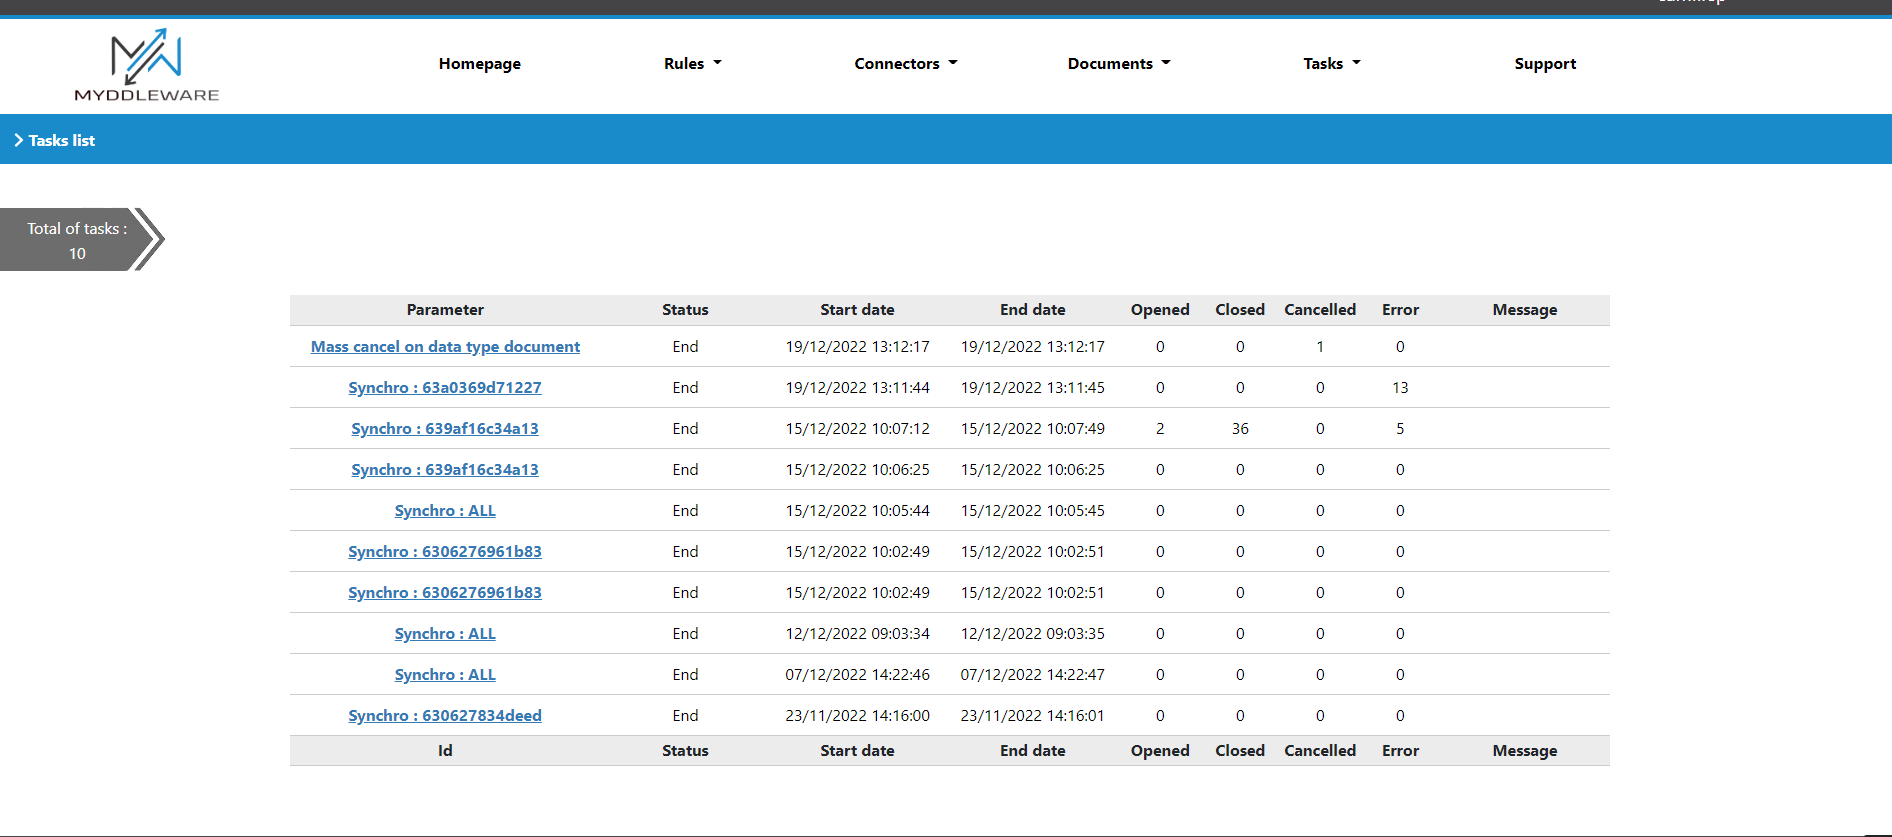 MYDDLEWARE
Homepage Rules Connectors Documents Tasks Support
Tasks list
Total of tasks :
10
Parameter Status Start date End date Opened Closed Cancelled Error Message
Mass cancel on data type document End 19/12/2022 13:12:17 19/12/2022 13:12:17 0 0 1 0
Synchro : 63a0369d71227 End 19/12/2022 13:11:44 19/12/2022 13:11:45 0 0 0 13
Synchro : 639af16c34a13 End 15/12/2022 10:07:12 15/12/2022 10:07:49 2 36 0 5
Synchro : 639af16c34a13 End 15/12/2022 10:06:25 15/12/2022 10:06:25 0 0 0 0
Synchro : ALL End 15/12/2022 10:05:44 15/12/2022 10:05:45 0 0 0 0
Synchro : 6306276961b83 End 15/12/2022 10:02:49 15/12/2022 10:02:51 0 0 0 0
Synchro : 6306276961b83 End 15/12/2022 10:02:49 15/12/2022 10:02:51 0 0 0 0
Synchro : ALL End 12/12/2022 09:03:34 12/12/2022 09:03:35 0 0 0 0
Synchro : ALL End 07/12/2022 14:22:46 07/12/2022 14:22:47 0 0 0 0
Synchro : 630627834deed End 23/11/2022 14:16:00 23/11/2022 14:16:01 0 0 0 0
Id Status Start date End date Opened Closed Cancelled Error Message